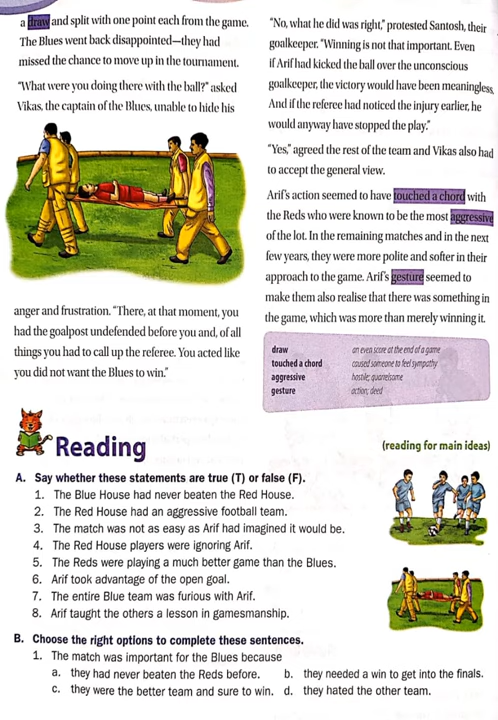 a draw and split with one point each from the game.
The Blues went back disappointed—they had
missed the chance to move up in the tournament.
"What were you doing there with the ball?" asked
Vikas, the captain of the Blues, unable to hide his
anger and frustration. "There, at that moment, you
had the goalpost undefended before you and, of all
things you had to call up the referee. You acted like
you did not want the Blues to win."
"No, what he did was right," protested Santosh, their
goalkeeper. "Winning is not that important. Even
if Arif had kicked the ball over the unconscious
goalkeeper, the victory would have been meaningless.
And if the referee had noticed the injury earlier, he
would anyway have stopped the play."
"Yes," agreed the rest of the team and Vikas also had
to accept the general view.
Arif's action seemed to have touched a chord with
the Reds who were known to be the most aggressive
of the lot. In the remaining matches and in the next
few years, they were more polite and softer in their
approach to the game. Arif's gesture seemed to
make them also realise that there was something in
the game, which was more than merely winning it.
draw an even score at the end of a game
touched a chord caused someone to feel sympathy
aggressive hostile; quarrelsome
gesture action; deed
Reading
(reading for main ideas)
A. Say whether these statements are true (T) or false (F).
1. The Blue House had never beaten the Red House.
2. The Red House had an aggressive football team.
3. The match was not as easy as Arif had imagined it would be.
4. The Red House players were ignoring Arif.
5. The Reds were playing a much better game than the Blues.
6. Arif took advantage of the open goal.
7. The entire Blue team was furious with Arif.
8. Arif taught the others a lesson in gamesmanship.
B. Choose the right options to complete these sentences.
1. The match was important for the Blues because
a. they had never beaten the Reds before. b. they needed a win to get into the finals.
c. they were the better team and sure to win. d. they hated the other team.